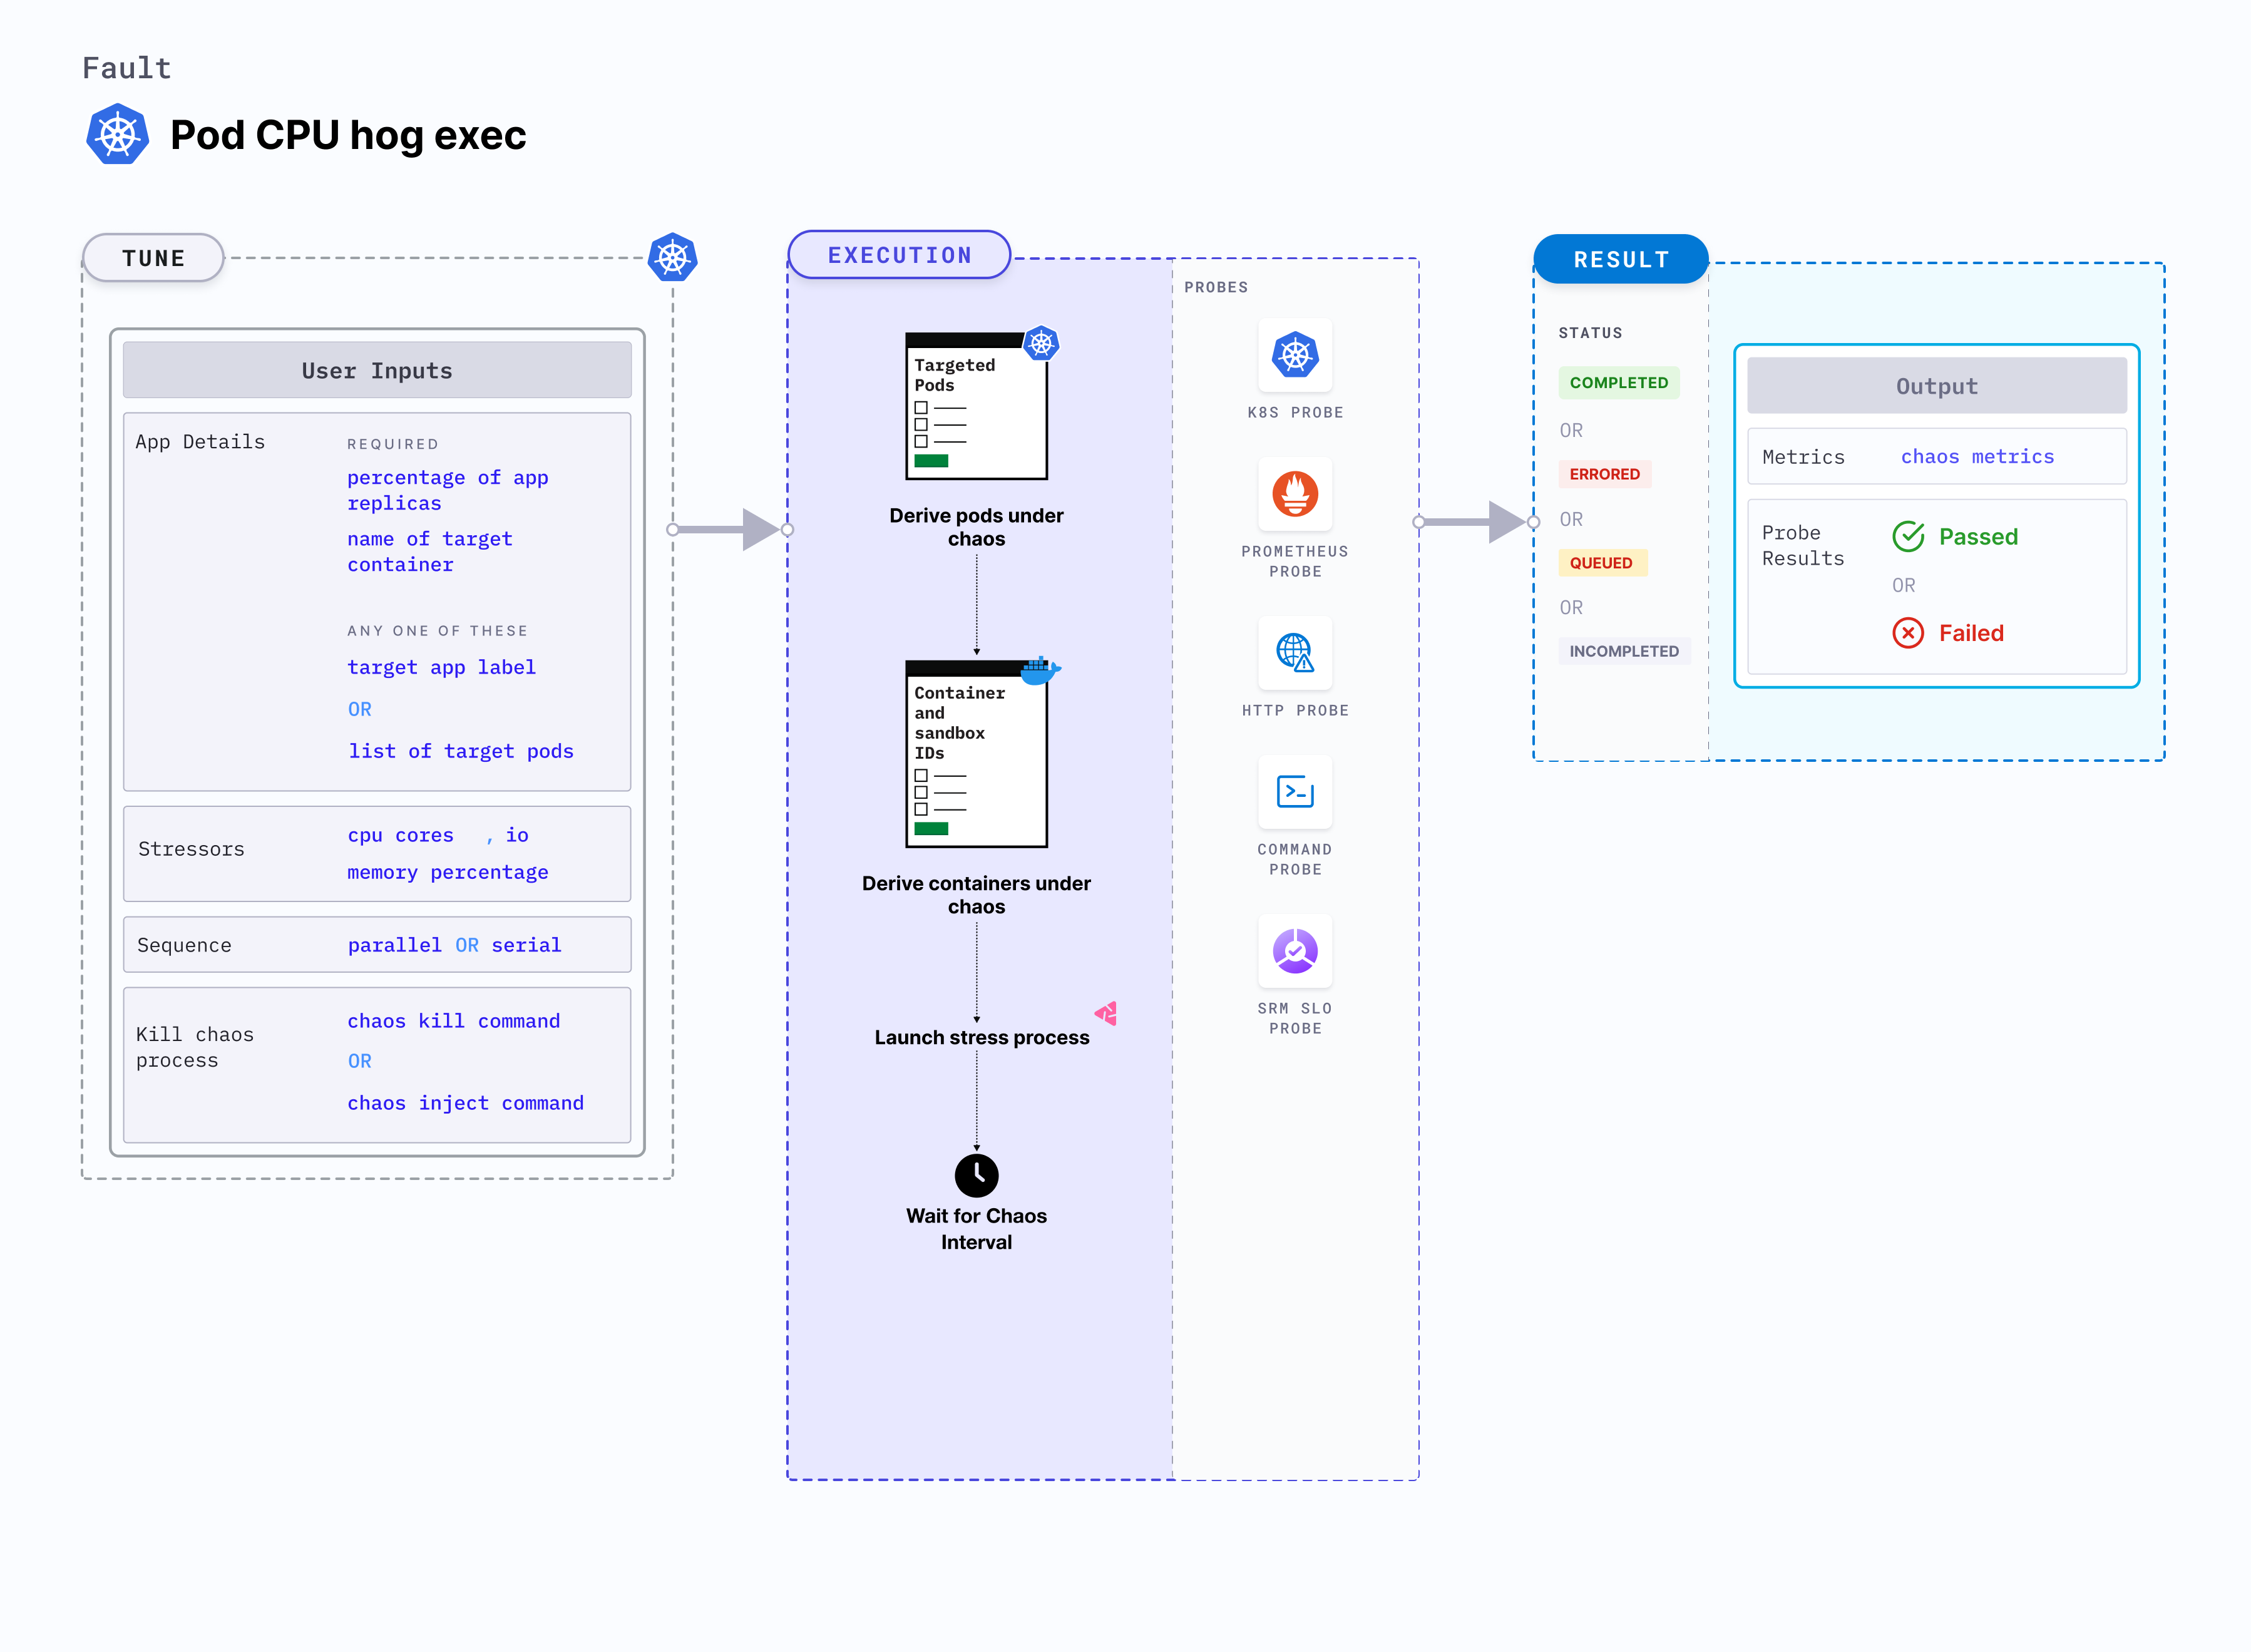 Fault
Pod CPU hog exec
TUNE
User Inputs
App Details
REQUIRED
percentage of app
replicas
name of target
container
ANY ONE OF THESE
target app label
OR
list of target pods
Stressors
cpu cores , io
memory percentage
Sequence
parallel OR serial
Kill chaos
process
chaos kill command
OR
chaos inject command
EXECUTION
Targeted
Pods
Derive pods under
chaos
Container
and
sandbox
IDs
Derive containers under
chaos
Launch stress process
Wait for Chaos
Interval
PROBES
K8S PROBE
PROMETHEUS
PROBE
HTTP PROBE
COMMAND
PROBE
SRM SLO
PROBE
RESULT
STATUS
COMPLETED
OR
ERRORED
OR
QUEUED
OR
INCOMPLETED
Output
Metrics
chaos metrics
Probe
Results
Passed
OR
Failed